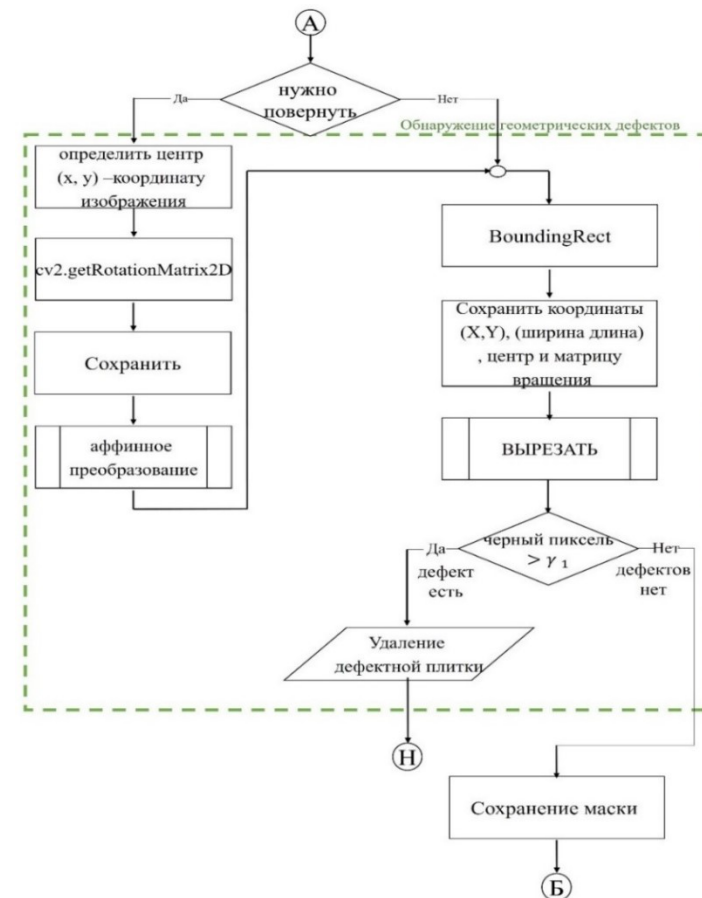 А
нужно
повернуть
Да
Нет
Обнаружение геометрических дефектов
определить центр
(x, y) –координату
изображения
cv2.getRotationMatrix2D
Сохранить
аффинное
преобразование
BoundingRect
Сохранить координаты
(X,Y), (ширина длина)
, центр и матрицу
вращения
ВЫРЕЗАТЬ
черный пиксель
> γ 1
Да
дефект
есть
Нет
дефектов
нет
Удаление
дефектной плитки
Н
Сохранение маски
Б